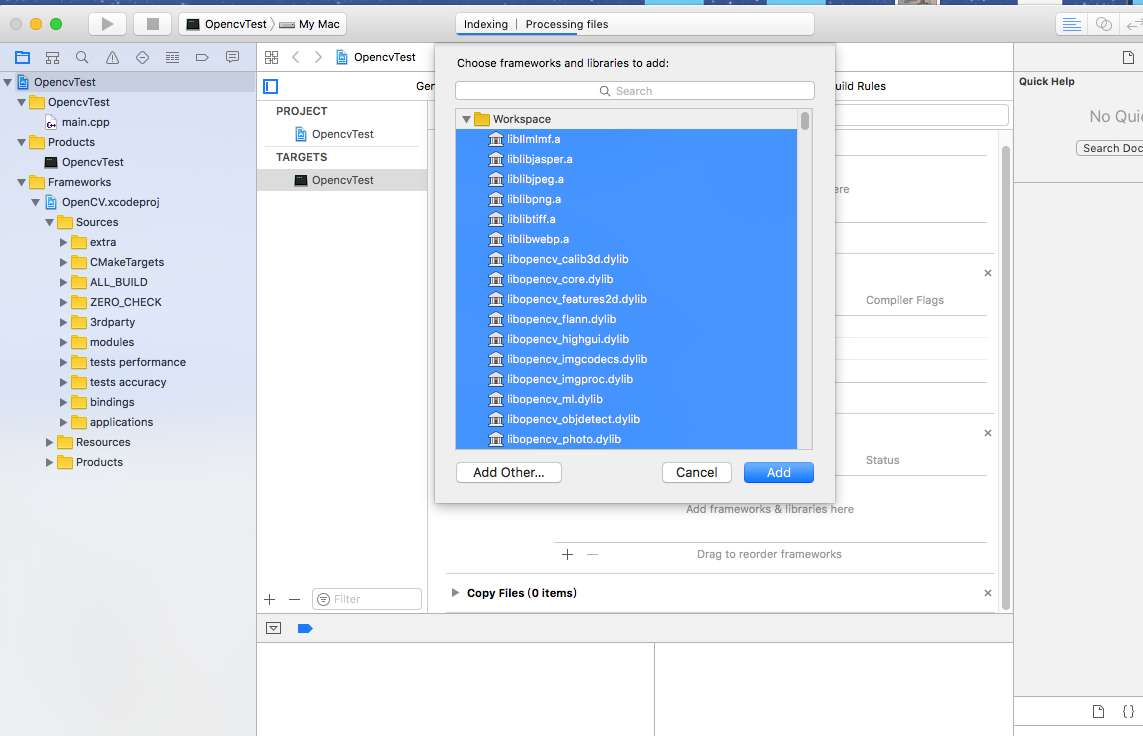 OpencvTest
My Mac
Indexing | Processing files
OpencvTest
OpencvTest
main.cpp
Products
OpencvTest
Frameworks
OpenCV.xcodeproj
Sources
extra
CMakeTargets
ALL_BUILD
ZERO_CHECK
3rdparty
modules
tests performance
tests accuracy
bindings
applications
Resources
Products
OpencvTest
Ger
uild Rules
PROJECT
OpencvTest
TARGETS
OpencvTest
Filter
Choose frameworks and libraries to add:
Search
Workspace
libllmlmf.a
liblibjasper.a
liblibjpeg.a
liblibpng.a
liblibtiff.a
liblibwebp.a
libopencv_calib3d.dylib
libopencv_core.dylib
libopencv_features2d.dylib
libopencv_flann.dylib
libopencv_highgui.dylib
libopencv_imgcodecs.dylib
libopencv_imgproc.dylib
libopencv_ml.dylib
libopencv_objdetect.dylib
libopencv_photo.dylib
Add Other...
Cancel
Add
ere
Compiler Flags
Status
Add frameworks & libraries here
Drag to reorder frameworks
Copy Files (0 items)
Quick Help
No Quic
Search Doc